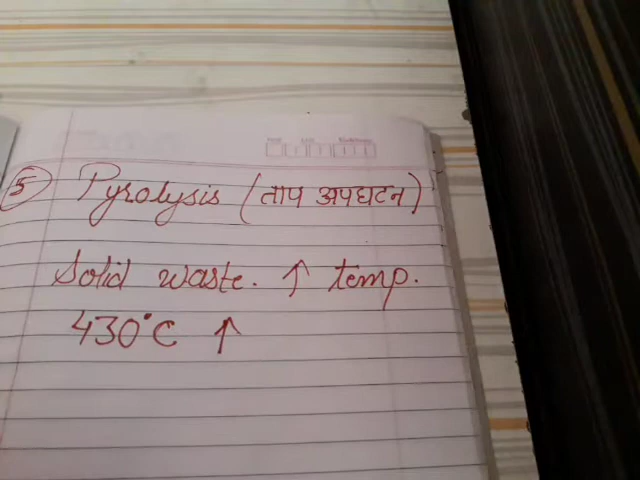 5 Pyrolysis (ताप अपघटन)
Solid waste. ↑ temp.
430°C ↑